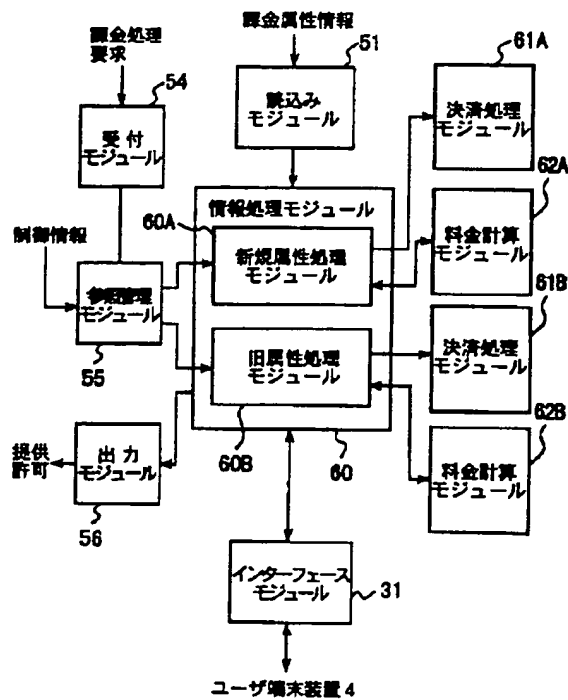 課金処理
要求
54
受 付
モジュール
課金属性情報
51
読込み
モジュール
61A
決済処理
モジュール
62A
料金計算
モジュール
情報処理モジュール
60A
新規属性処理
モジュール
制御情報
参照管理
モジュール
55
61B
決済処理
モジュール
旧属性処理
モジュール
60B
60
62B
料金計算
モジュール
提供
許可
出 力
モジュール
56
インターフェース
モジュール
31
ユーザ端末装置4